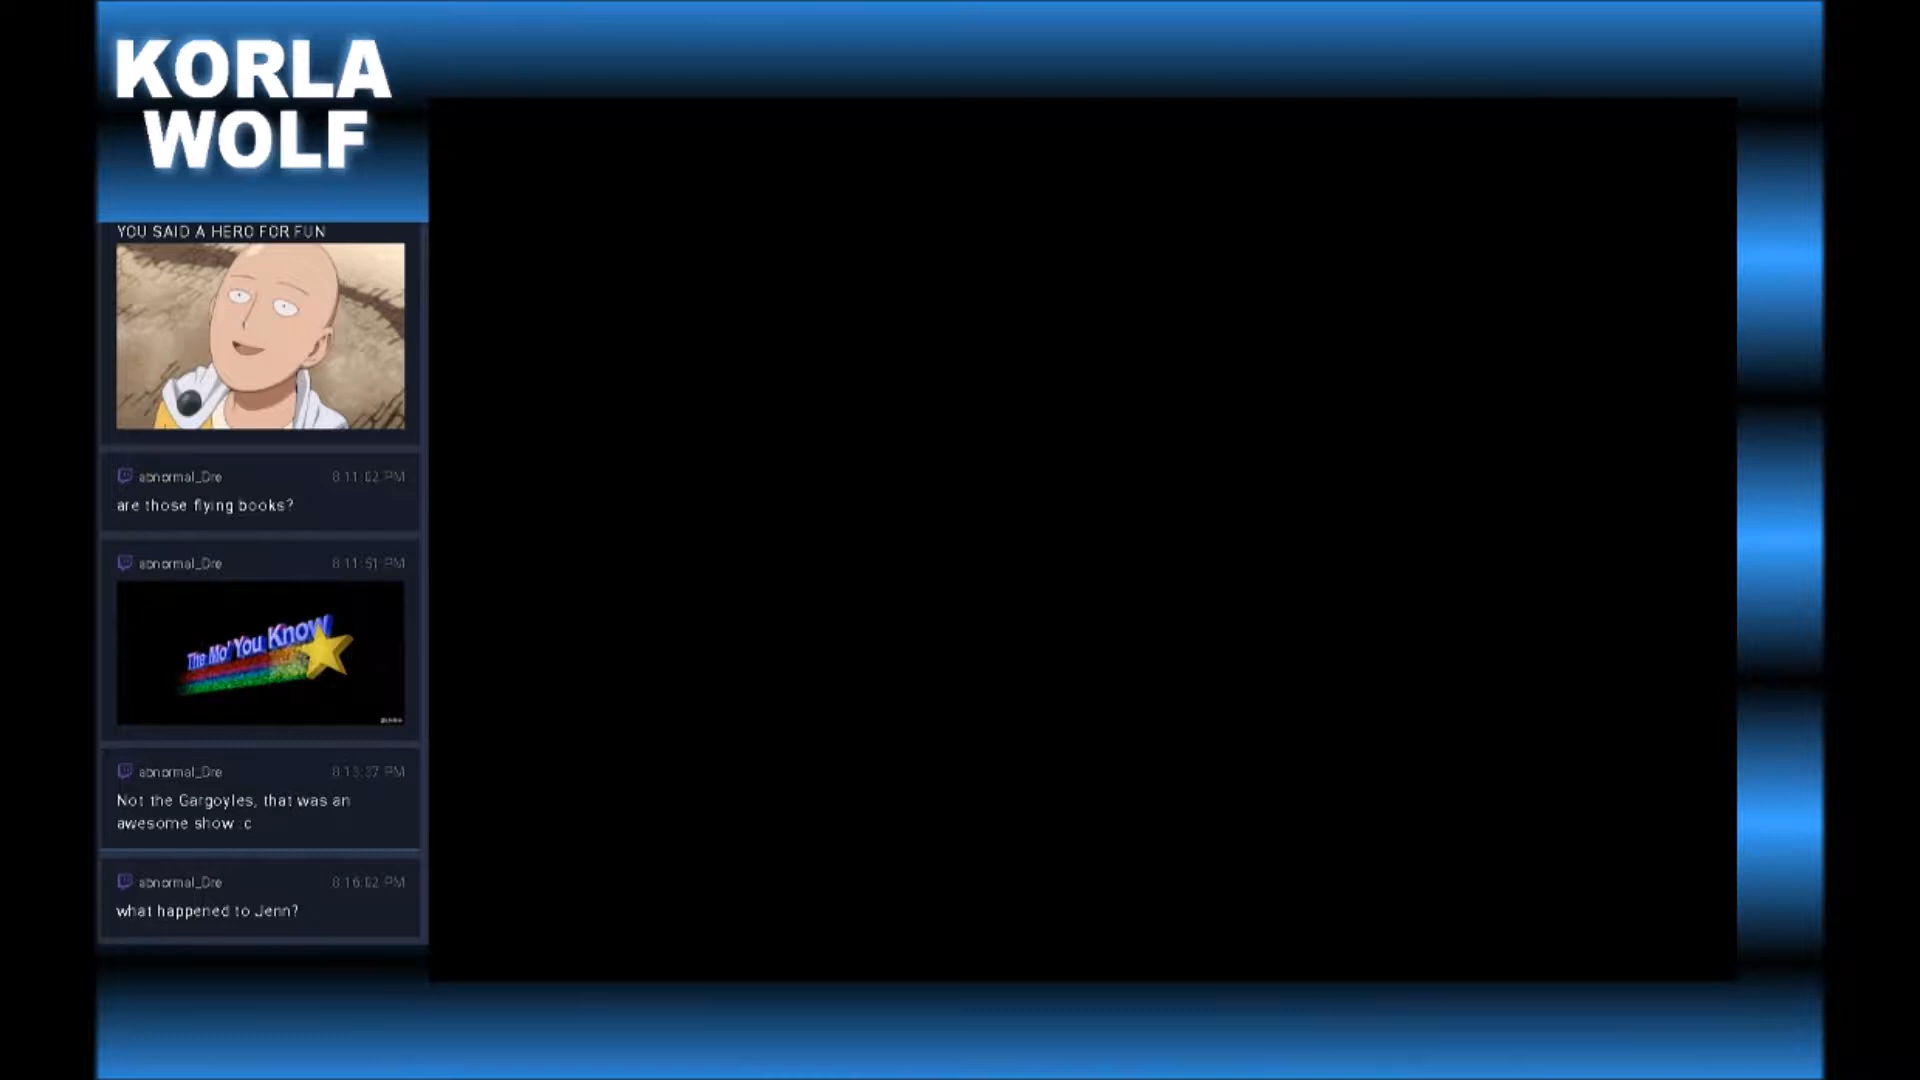 KORLA
WOLF
YOU SAID A HERO FOR FUN
abnormal_Dre 8:11:02 PM
are those flying books?
abnormal_Dre 8:11:51 PM
The Mo' You Know
abnormal_Dre 8:13:37 PM
Not the Gargoyles, that was an
awesome show :c
abnormal_Dre 8:16:02 PM
what happened to Jenn?